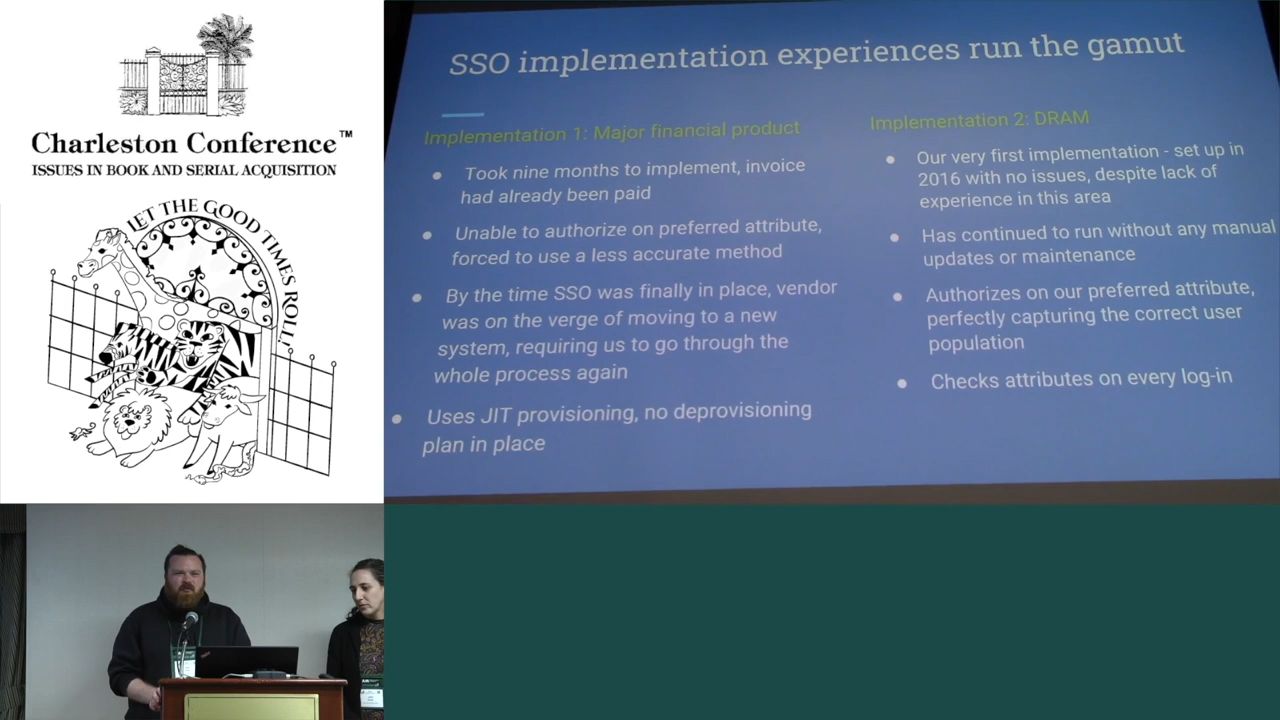 Charleston Conference™
ISSUES IN BOOK AND SERIAL ACQUISITION
LET THE GOOD TIMES ROLL!
SSO implementation experiences run the gamut
Implementation 1: Major financial product
● Took nine months to implement, invoice
had already been paid
● Unable to authorize on preferred attribute,
forced to use a less accurate method
● By the time SSO was finally in place, vendor
was on the verge of moving to a new
system, requiring us to go through the
whole process again
● Uses JIT provisioning, no deprovisioning
plan in place
Implementation 2: DRAM
● Our very first implementation - set up in
2016 with no issues, despite lack of
experience in this area
● Has continued to run without any manual
updates or maintenance
● Authorizes on our preferred attribute,
perfectly capturing the correct user
population
● Checks attributes on every log-in